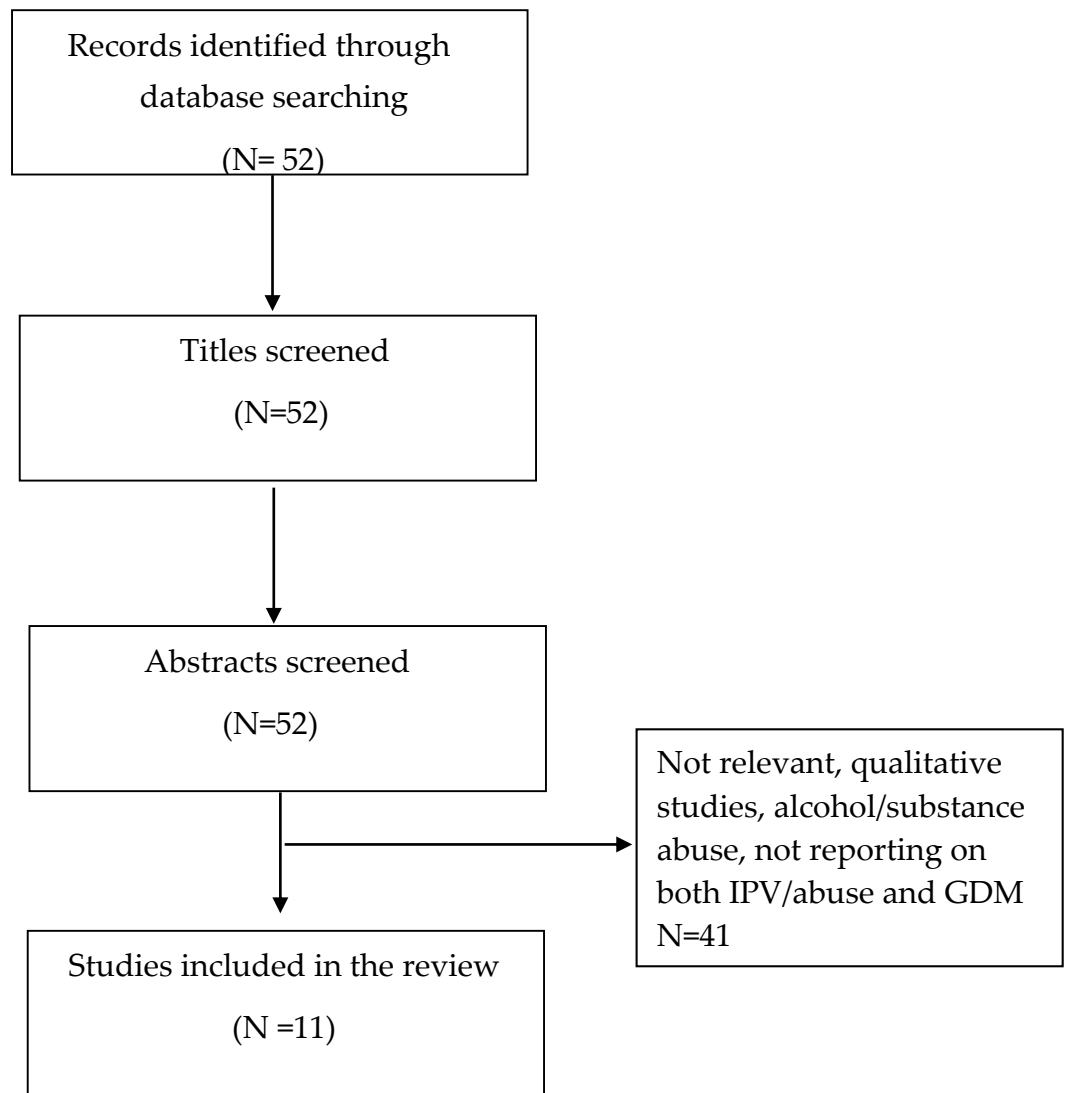 Records identified through
database searching
(N= 52)
Titles screened
(N=52)
Abstracts screened
(N=52)
Not relevant, qualitative
studies, alcohol/substance
abuse, not reporting on
both IPV/abuse and GDM
N=41
Studies included in the review
(N =11)